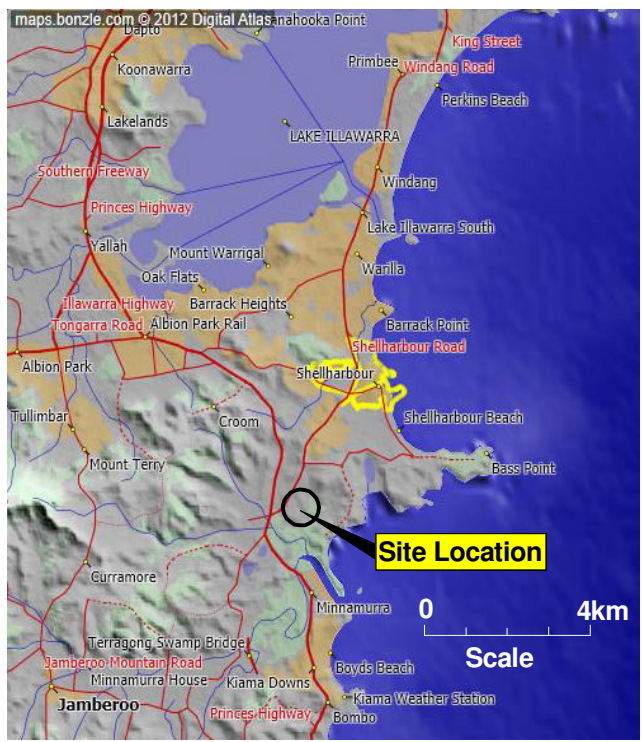 maps.bonzle.com © 2012 Digital Atlas
Dapto
Koonawarra
Primbee
King Street
Windang Road
Perkins Beach
Lakelands
LAKE ILLAWARRA
Southern Freeway
Windang
Princes Highway
Lake Illawarra South
Yallah
Mount Warrigal
Warilla
Oak Flats
Illawarra Highway
Barrack Heights
Barrack Point
Tongarra Road
Albion Park Rail
Shellharbour Road
Albion Park
Shellharbour
Tullimbar
Croom
Shellharbour Beach
Mount Terry
Bass Point
Site Location
Curramore
Minnamurra
0 4km
Scale
Terragong Swamp Bridge
Jamberoo Mountain Road
Minnamurra House
Kiama Downs
Boyds Beach
Jamberoo
Kiama Weather Station
Princes Highway
Bombo